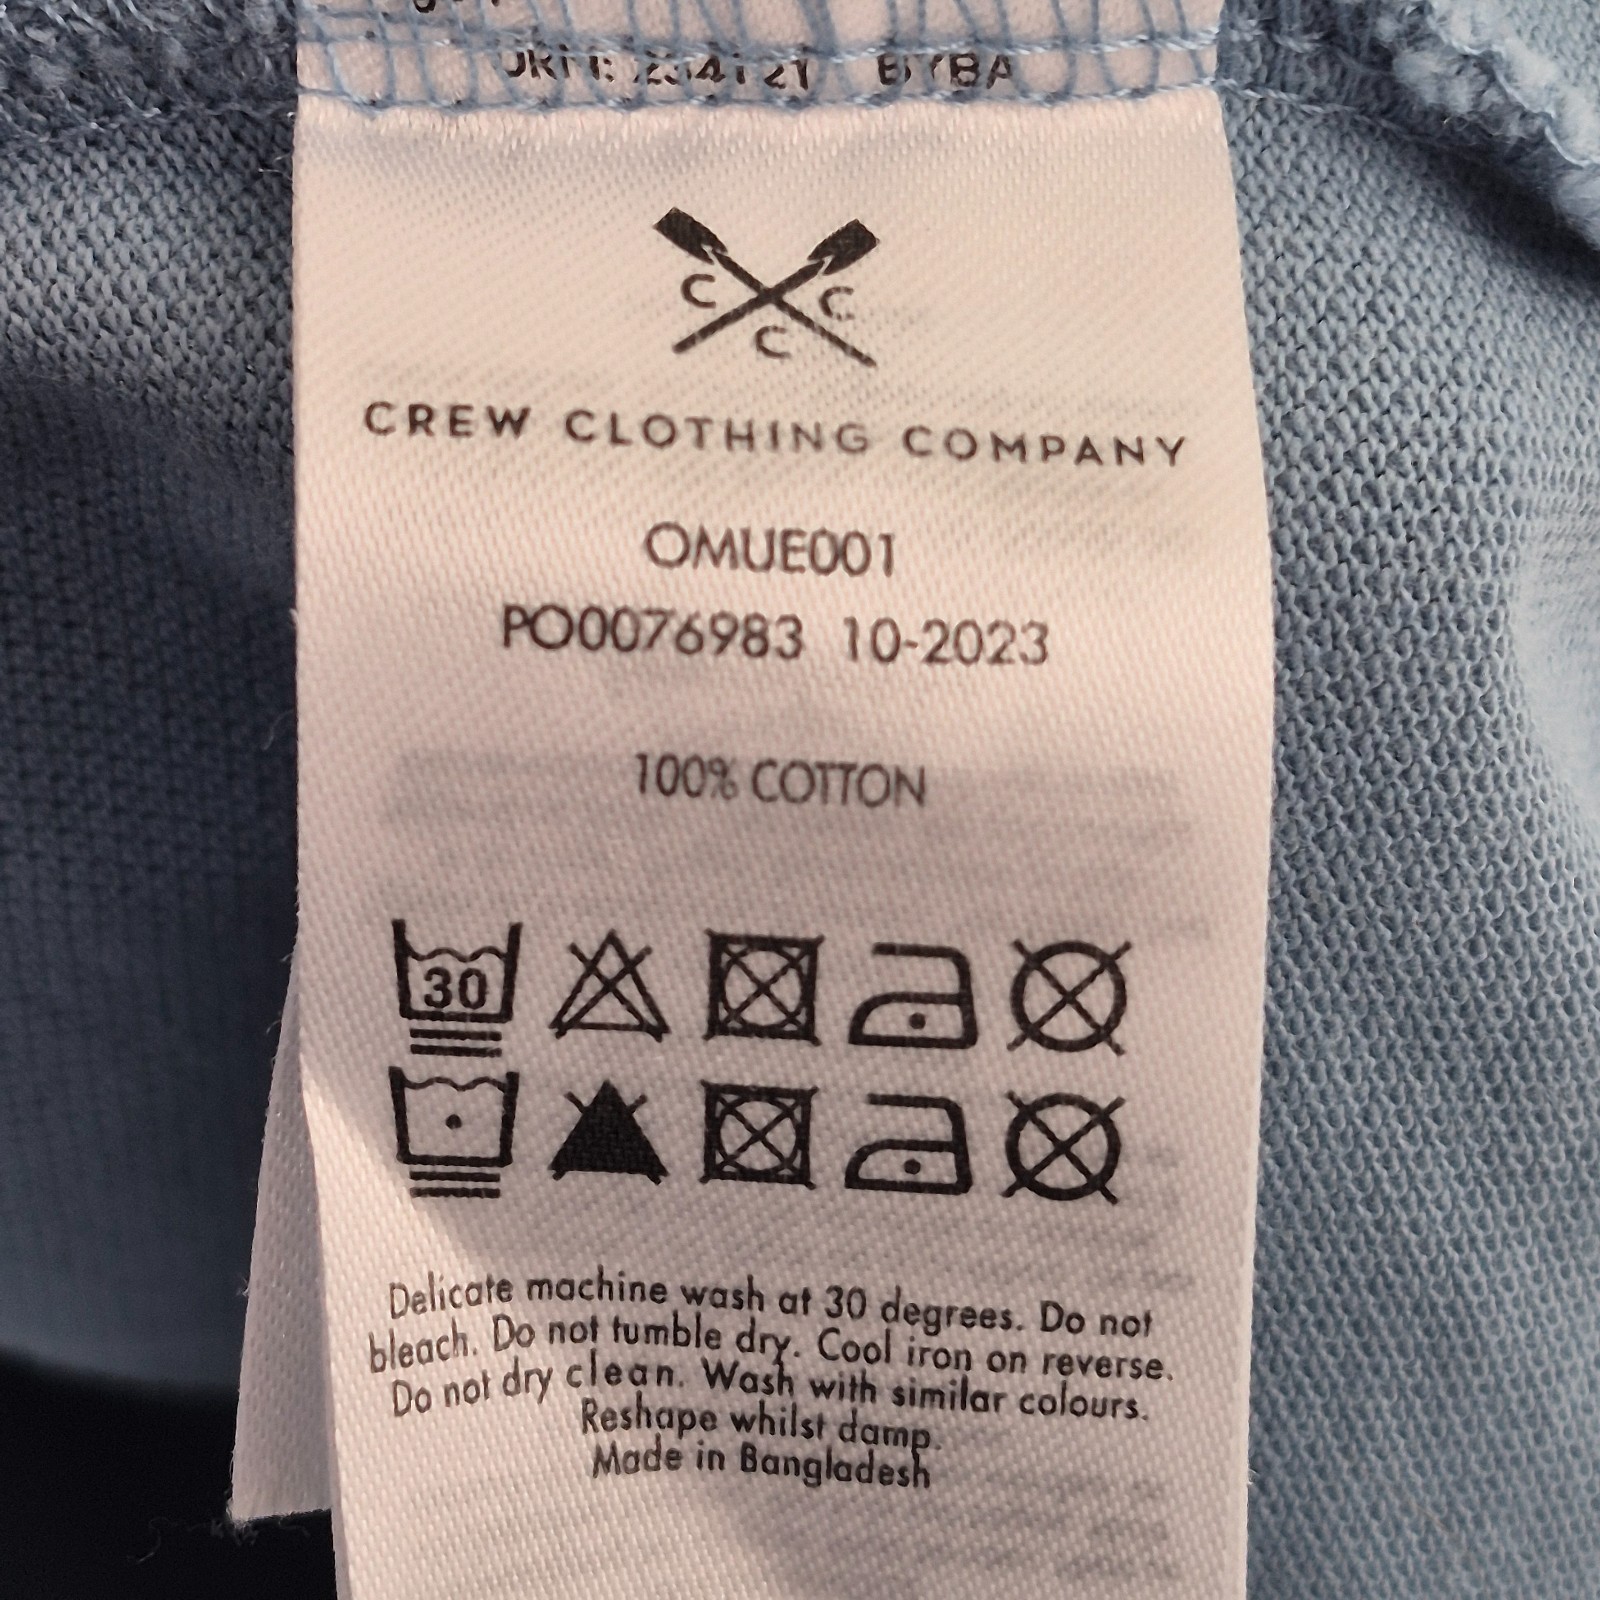 C C
C
CREW CLOTHING COMPANY
OMUE001
PO0076983 10-2023
100% COTTON
30
Delicate machine wash at 30 degrees. Do not
bleach. Do not tumble dry. Cool iron on reverse.
Do not dry clean. Wash with similar colours.
Reshape whilst damp.
Made in Bangladesh